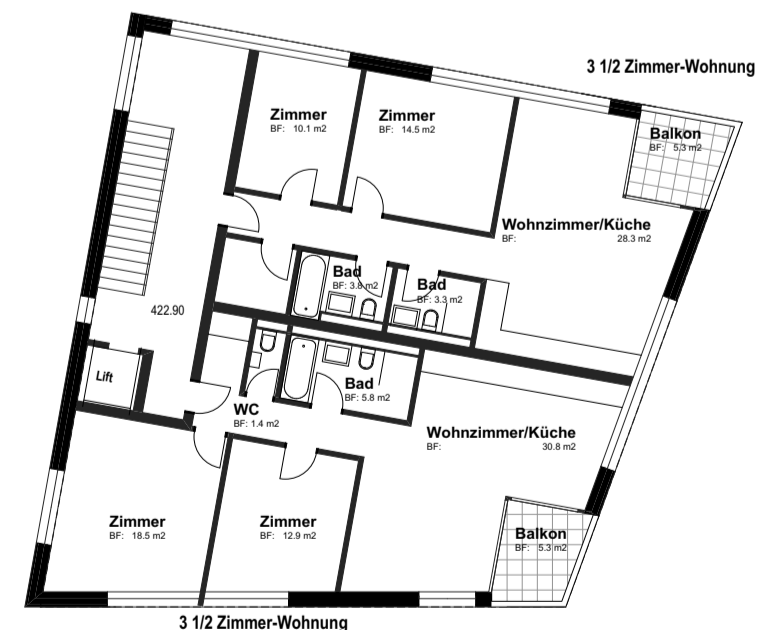 3 1/2 Zimmer-Wohnung
Zimmer
BF: 10.1 m2
Zimmer
BF: 14.5 m2
Balkon
BF: 5.3 m2
Wohnzimmer/Küche
BF: 28.3 m2
Bad
BF: 3.8 m2
Bad
BF: 3.3 m2
422.90
Lift
Bad
BF: 5.8 m2
WC
BF: 1.4 m2
Wohnzimmer/Küche
BF: 30.8 m2
Zimmer
BF: 18.5 m2
Zimmer
BF: 12.9 m2
Balkon
BF: 5.3 m2
3 1/2 Zimmer-Wohnung